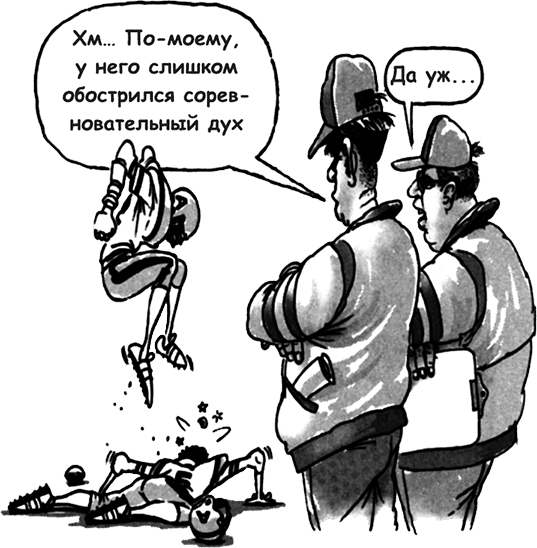 Хм... По-моему,
у него слишком
обострился сорев-
новательный дух
Да уж...